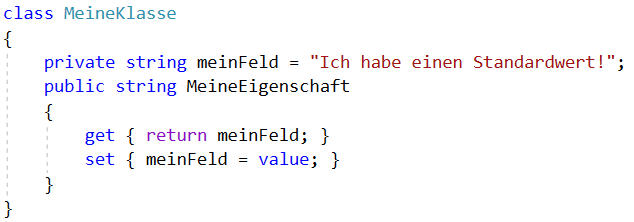 class MeineKlasse
{
    private string meinFeld = "Ich habe einen Standardwert!";
    public string MeineEigenschaft
    {
        get { return meinFeld; }
        set { meinFeld = value; }
    }
}